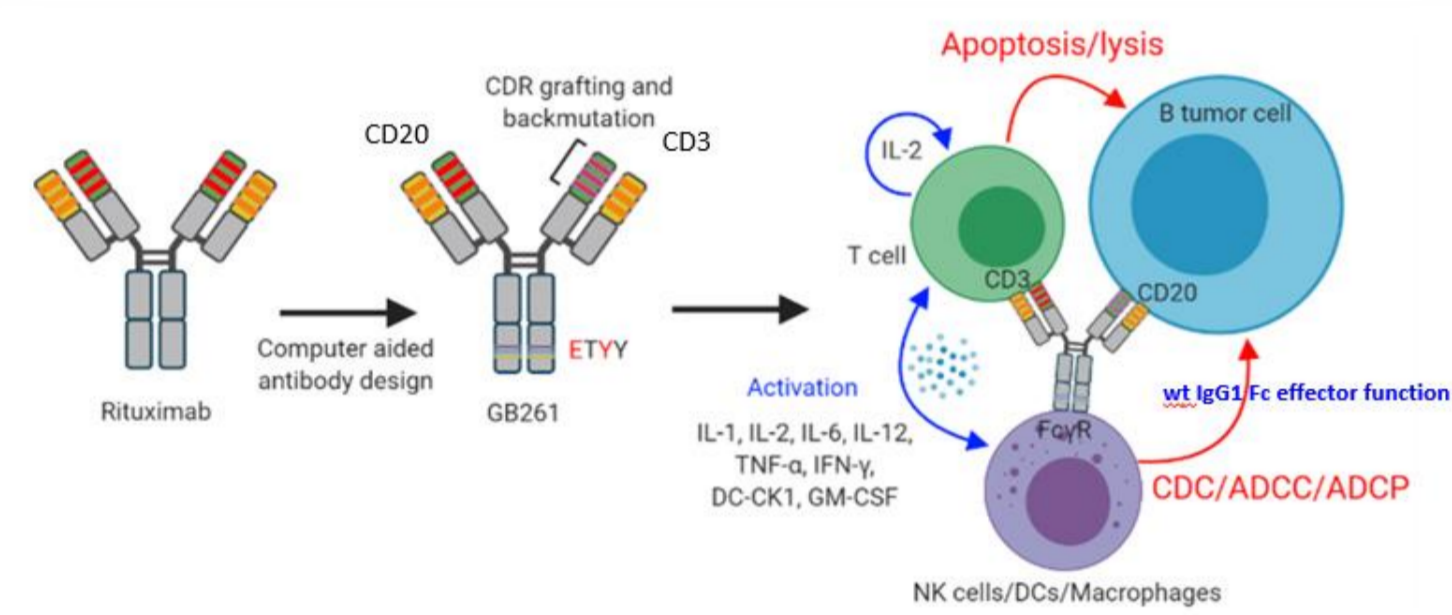 Rituximab
Computer aided
antibody design
CDR grafting and
backmutation
CD20
CD3
ETYY
GB261
Apoptosis/lysis
B tumor cell
IL-2
T cell
CD3
CD20
Activation
IL-1, IL-2, IL-6, IL-12,
TNF-α, IFN-γ,
DC-CK1, GM-CSF
wt IgG1 Fc effector function
FcγR
CDC/ADCC/ADCP
NK cells/DCs/Macrophages